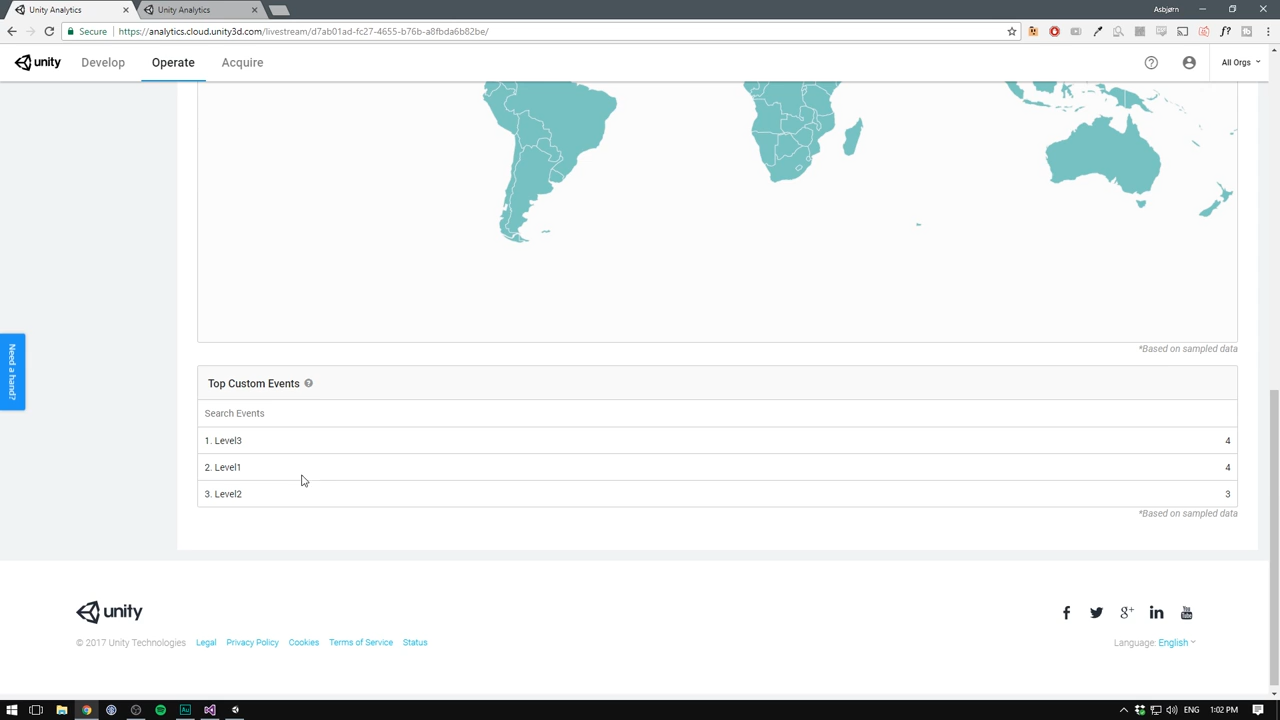 Unity Analytics
Unity Analytics
Asbjørn
Secure
https://analytics.cloud.unity3d.com/livestream/d7ab01ad-fc27-4655-b76b-a8fbda6b82be/
unity
Develop
Operate
Acquire
All Orgs
Need a hand?
*Based on sampled data
Top Custom Events
Search Events
1. Level3 4
2. Level1 4
3. Level2 3
*Based on sampled data
unity
© 2017 Unity Technologies Legal Privacy Policy Cookies Terms of Service Status
Language: English
ENG 1:02 PM